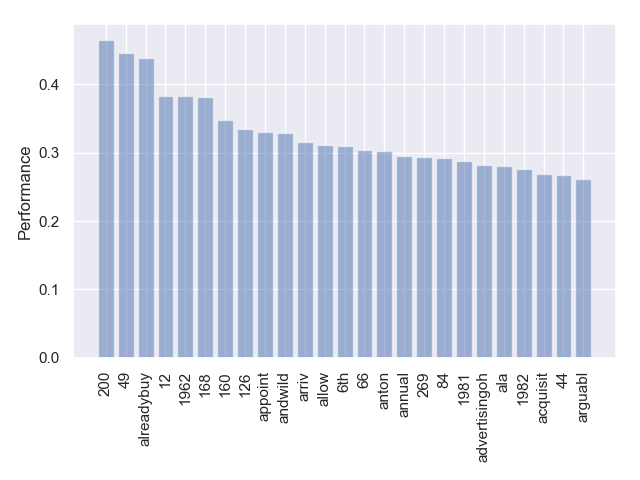 0.4
0.3
0.2
0.1
0.0
Performance
200
49
alreadybuy
12
1962
168
160
126
appoint
andwild
arriv
allow
6th
66
anton
annual
269
84
1981
advertisingoh
ala
1982
acquisit
44
arguabl